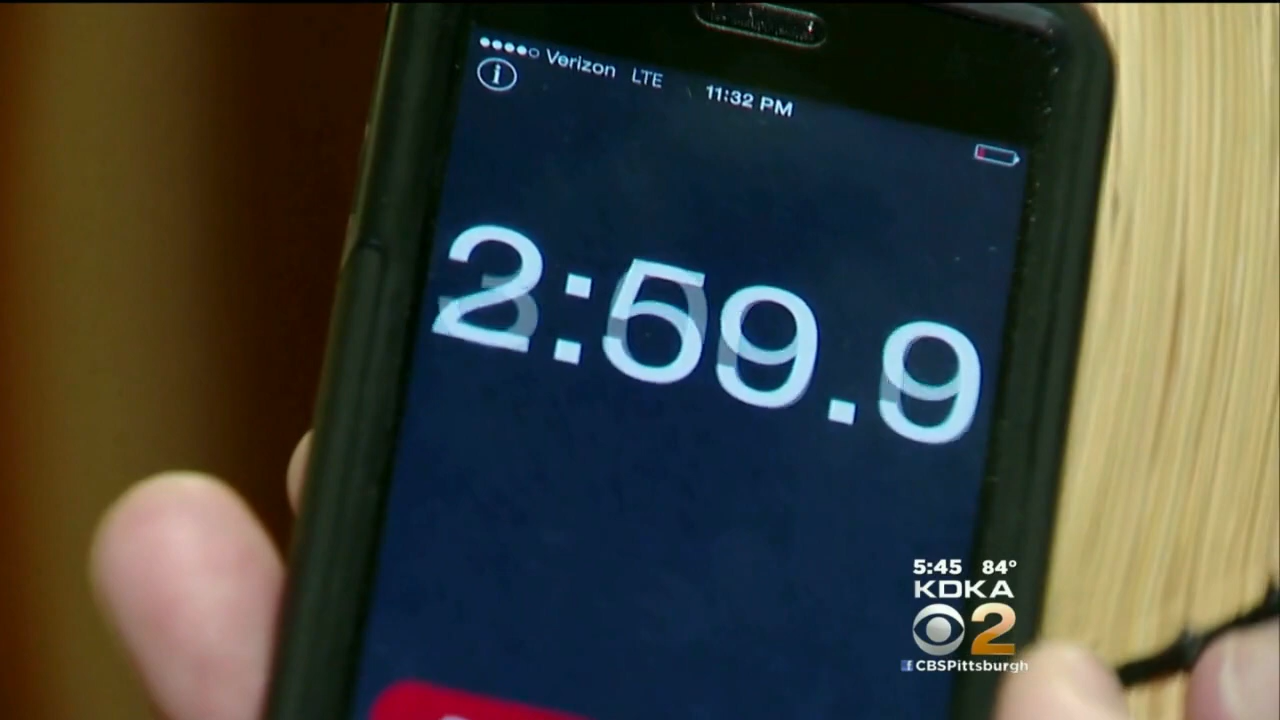 ●●●●○ Verizon LTE 11:32 PM
i
2:59.9
5:45 84°
KDKA
2
CBSPittsburgh